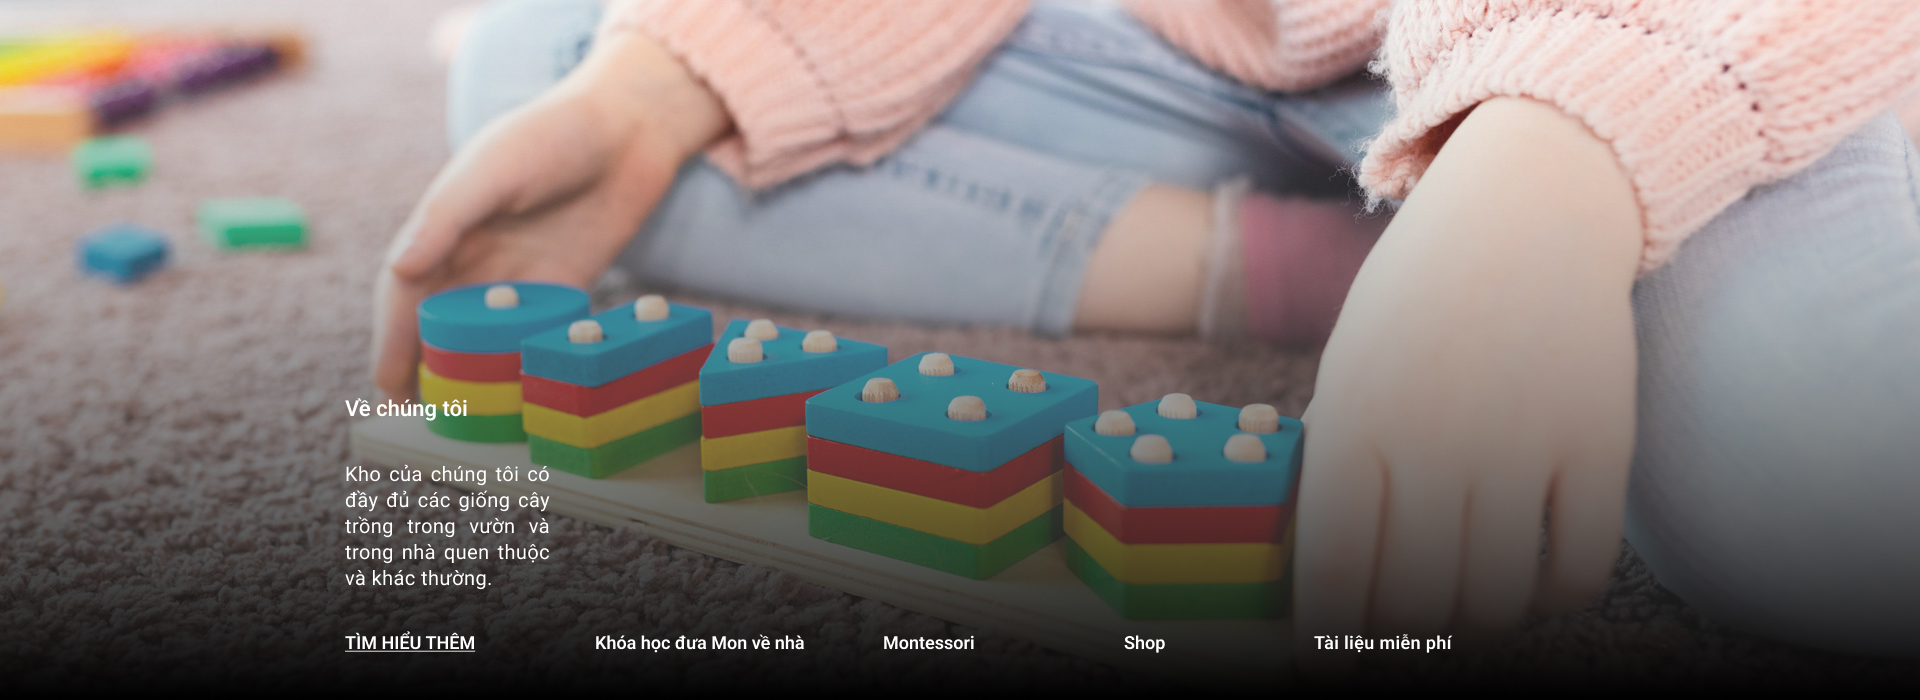 Về chúng tôi
Kho của chúng tôi có
đầy đủ các giống cây
trồng trong vườn và
trong nhà quen thuộc
và khác thường.
TÌM HIỂU THÊM
Khóa học đưa Mon về nhà
Montessori
Shop
Tài liệu miễn phí